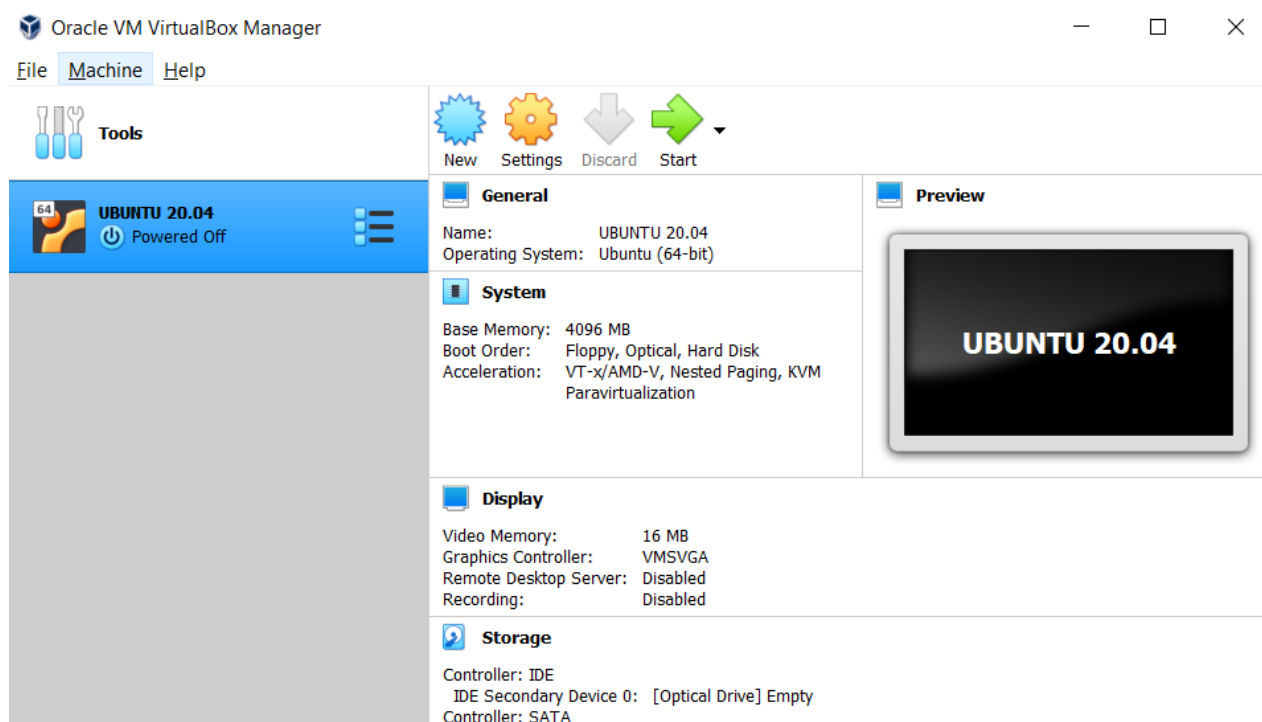 Oracle VM VirtualBox Manager
File Machine Help
Tools
New Settings Discard Start
64
UBUNTU 20.04
Powered Off
General
Name: UBUNTU 20.04
Operating System: Ubuntu (64-bit)
System
Base Memory: 4096 MB
Boot Order: Floppy, Optical, Hard Disk
Acceleration: VT-x/AMD-V, Nested Paging, KVM
Paravirtualization
Preview
UBUNTU 20.04
Display
Video Memory: 16 MB
Graphics Controller: VMSVGA
Remote Desktop Server: Disabled
Recording: Disabled
Storage
Controller: IDE
IDE Secondary Device 0: [Optical Drive] Empty
Controller: SATA